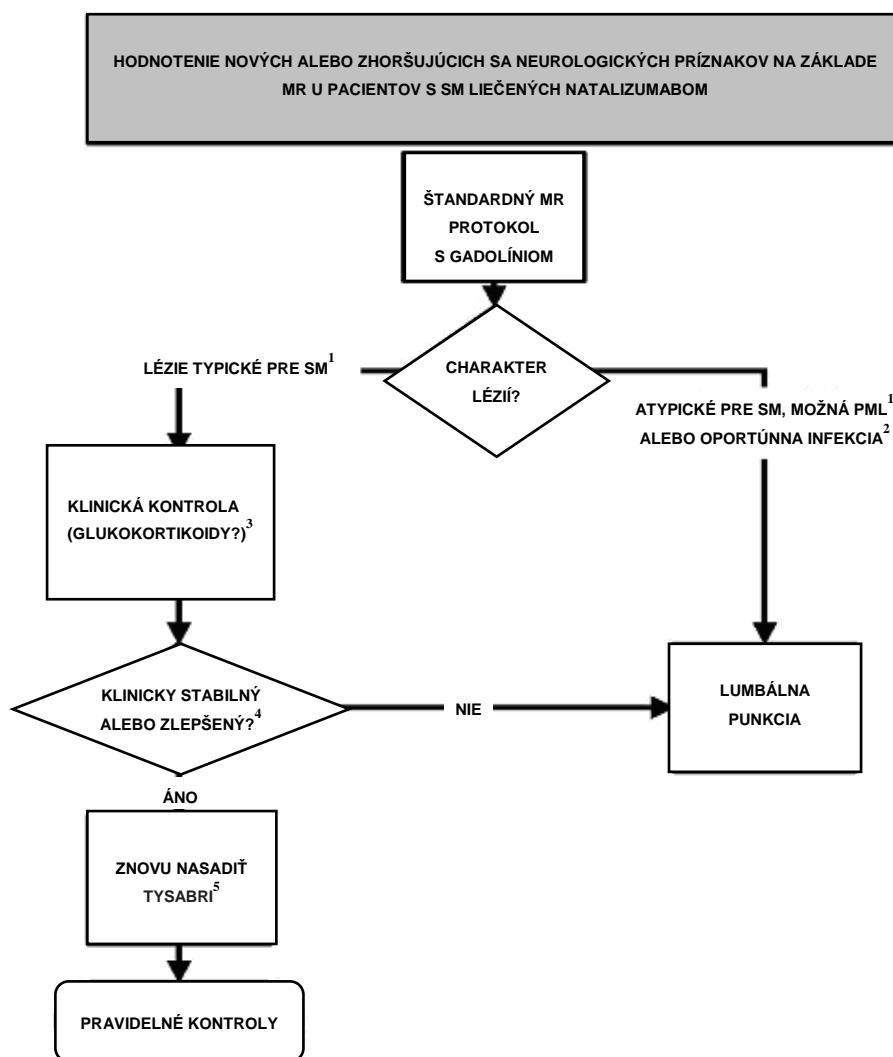 HODNOTENIE NOVÝCH ALEBO ZHORŠUJÚCICH SA NEUROLOGICKÝCH PRÍZNAKOV NA ZÁKLADE
MR U PACIENTOV S SM LIEČENÝCH NATALIZUMABOM
ŠTANDARDNÝ MR
PROTOKOL
S GADOLÍNIOM
CHARAKTER
LÉZIÍ?
LÉZIE TYPICKÉ PRE SM1
ATYPICKÉ PRE SM, MOŽNÁ PML1
ALEBO OPORTÚNNA INFEKCIA2
KLINICKÁ KONTROLA
(GLUKOKORTIKOIDY?)3
KLINICKY STABILNÝ
ALEBO ZLEPŠENÝ?4
NIE
LUMBÁLNA
PUNKCIA
ÁNO
ZNOVU NASADIŤ
TYSABRI5
PRAVIDELNÉ KONTROLY